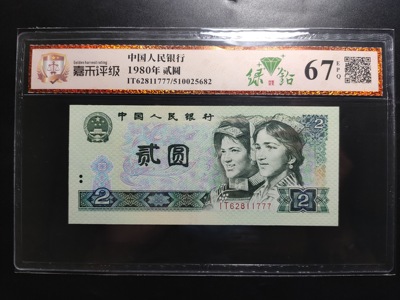 嘉禾评级
中国人民银行
1980年 贰圆
IT62811777/510025682
绿钻
67 EPQ
中国人民银行
贰圆
2
2
IT62811777